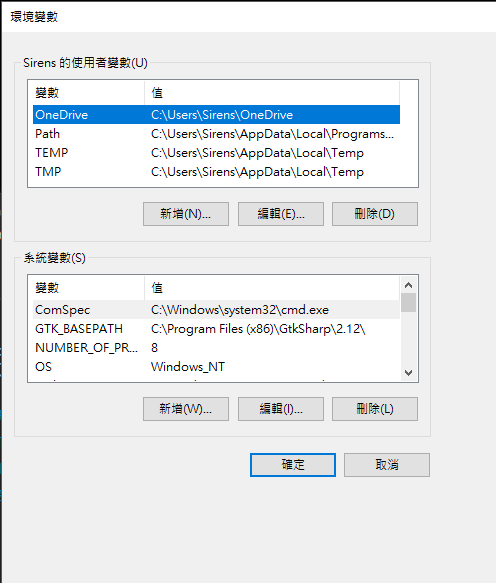 環境變數
Sirens 的使用者變數(U)
變數 值
OneDrive C:\Users\Sirens\OneDrive
Path C:\Users\Sirens\AppData\Local\Programs...
TEMP C:\Users\Sirens\AppData\Local\Temp
TMP C:\Users\Sirens\AppData\Local\Temp
新增(N)... 編輯(E)... 刪除(D)
系統變數(S)
變數 值
ComSpec C:\Windows\system32\cmd.exe
GTK_BASEPATH C:\Program Files (x86)\GtkSharp\2.12\
NUMBER_OF_PR... 8
OS Windows_NT
新增(W)... 編輯(I)... 刪除(L)
確定 取消